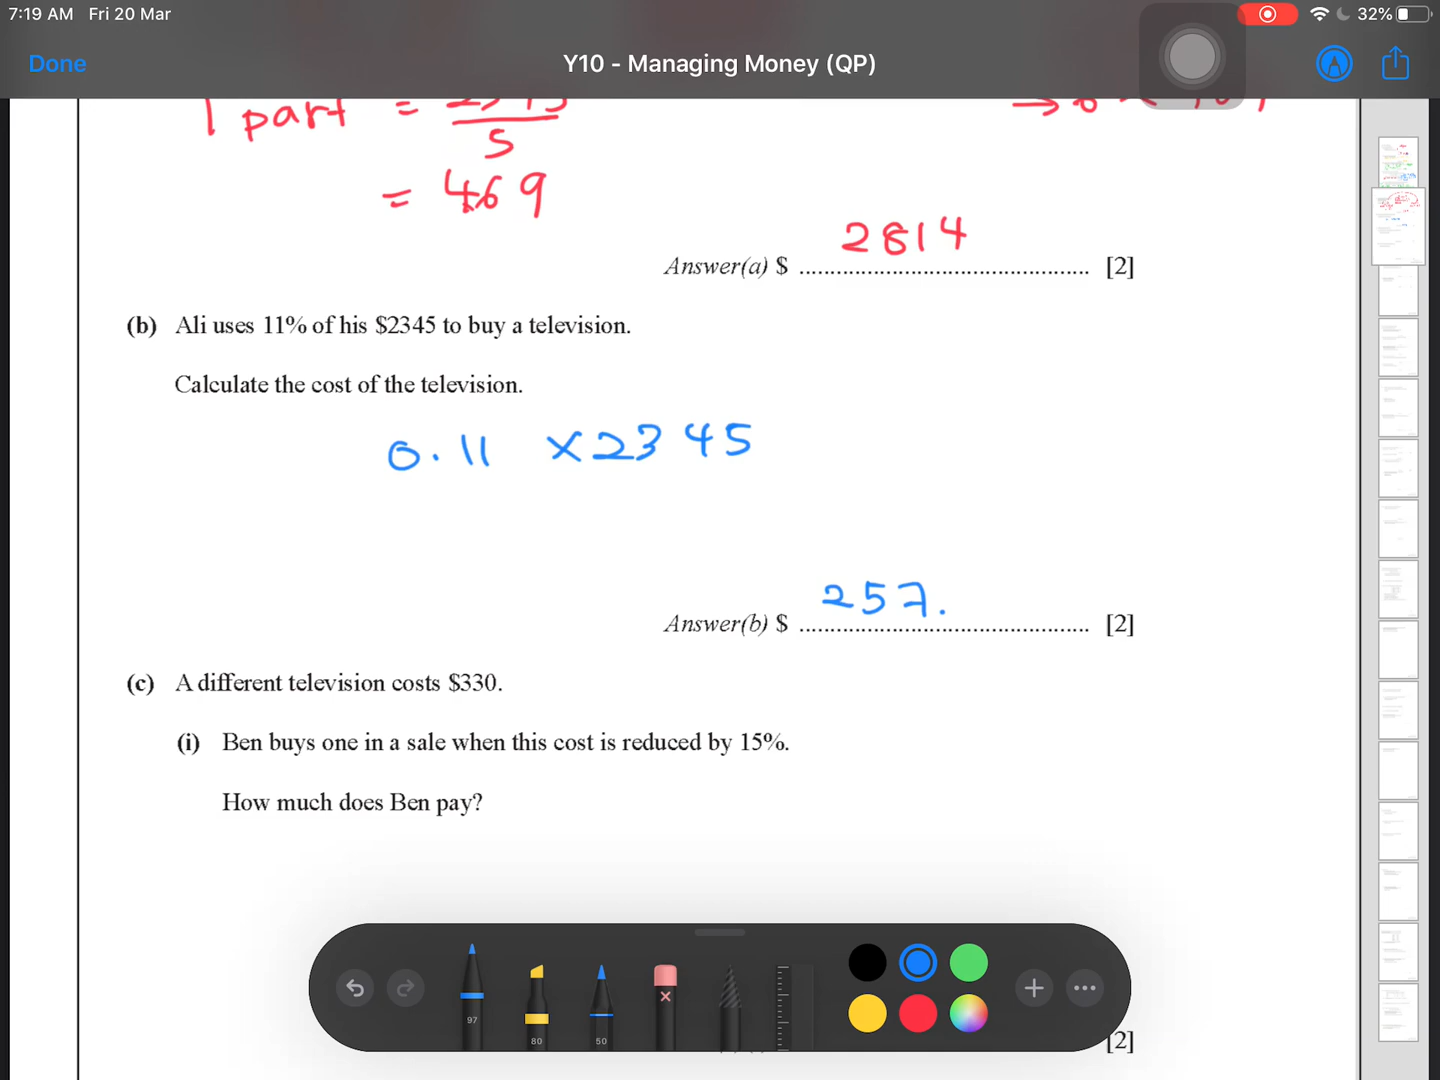 7:19 AM Fri 20 Mar 32%
Done Y10 - Managing Money (QP)
1 part =
5
= 469
2814
Answer(a) $ ............................................... [2]
(b) Ali uses 11% of his $2345 to buy a television.
Calculate the cost of the television.
0.11 x2345
257.
Answer(b) $ ............................................... [2]
(c) A different television costs $330.
(i) Ben buys one in a sale when this cost is reduced by 15%.
How much does Ben pay?
97 80 50
[2]